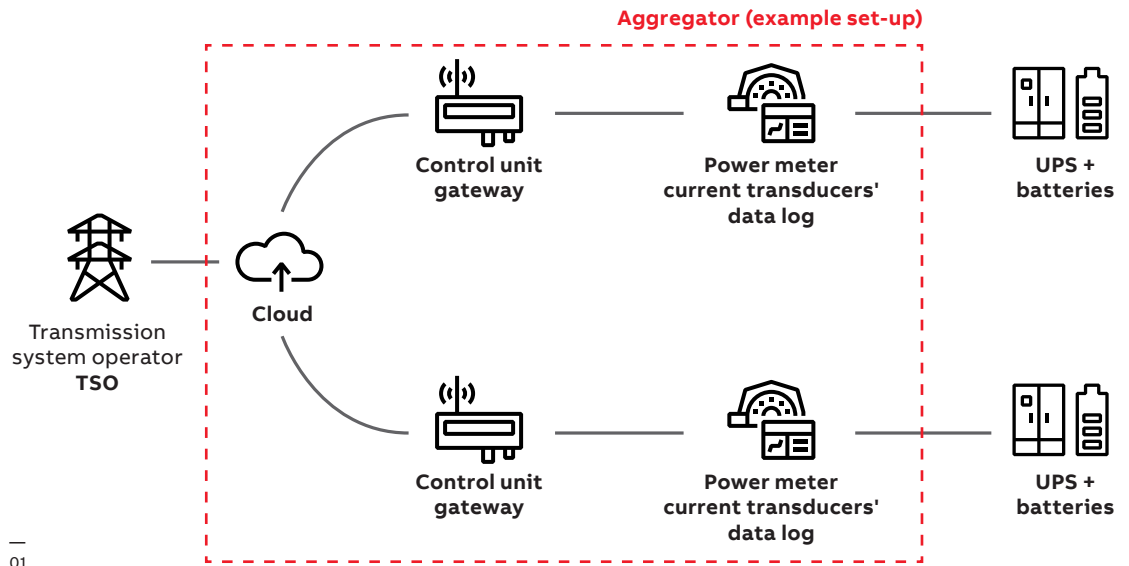 Aggregator (example set-up)
Control unit
gateway
Power meter
current transducers'
data log
UPS +
batteries
Cloud
Transmission
system operator
TSO
Control unit
gateway
Power meter
current transducers'
data log
UPS +
batteries
—
01